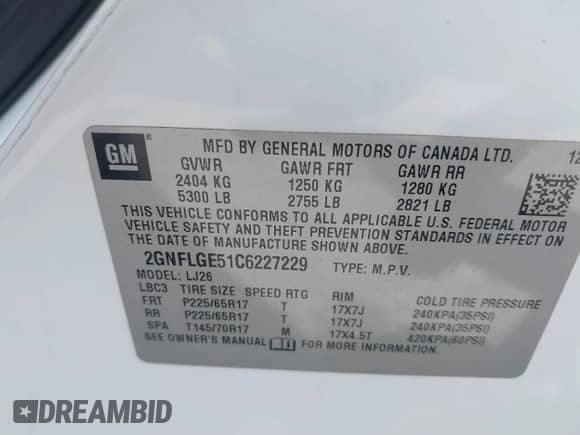 GM
MFD BY GENERAL MOTORS OF CANADA LTD. 12
GVWR GAWR FRT GAWR RR
2404 KG 1250 KG 1280 KG
5300 LB 2755 LB 2821 LB
THIS VEHICLE CONFORMS TO ALL APPLICABLE U.S. FEDERAL MOTOR
VEHICLE SAFETY AND THEFT PREVENTION STANDARDS IN EFFECT ON
THE DATE OF MANUFACTURE SHOWN ABOVE.
2GNFLGE51C6227229 TYPE: M.P.V.
MODEL: LJ26
LBC3 TIRE SIZE SPEED RTG RIM COLD TIRE PRESSURE
FRT P225/65R17 T 17X7J 240KPA(35PSI)
RR P225/65R17 T 17X7J 240KPA(35PSI)
SPA T145/70R17 M 17X4.5T 420KPA(60PSI)
SEE OWNER'S MANUAL FOR MORE INFORMATION.
DREAMBID